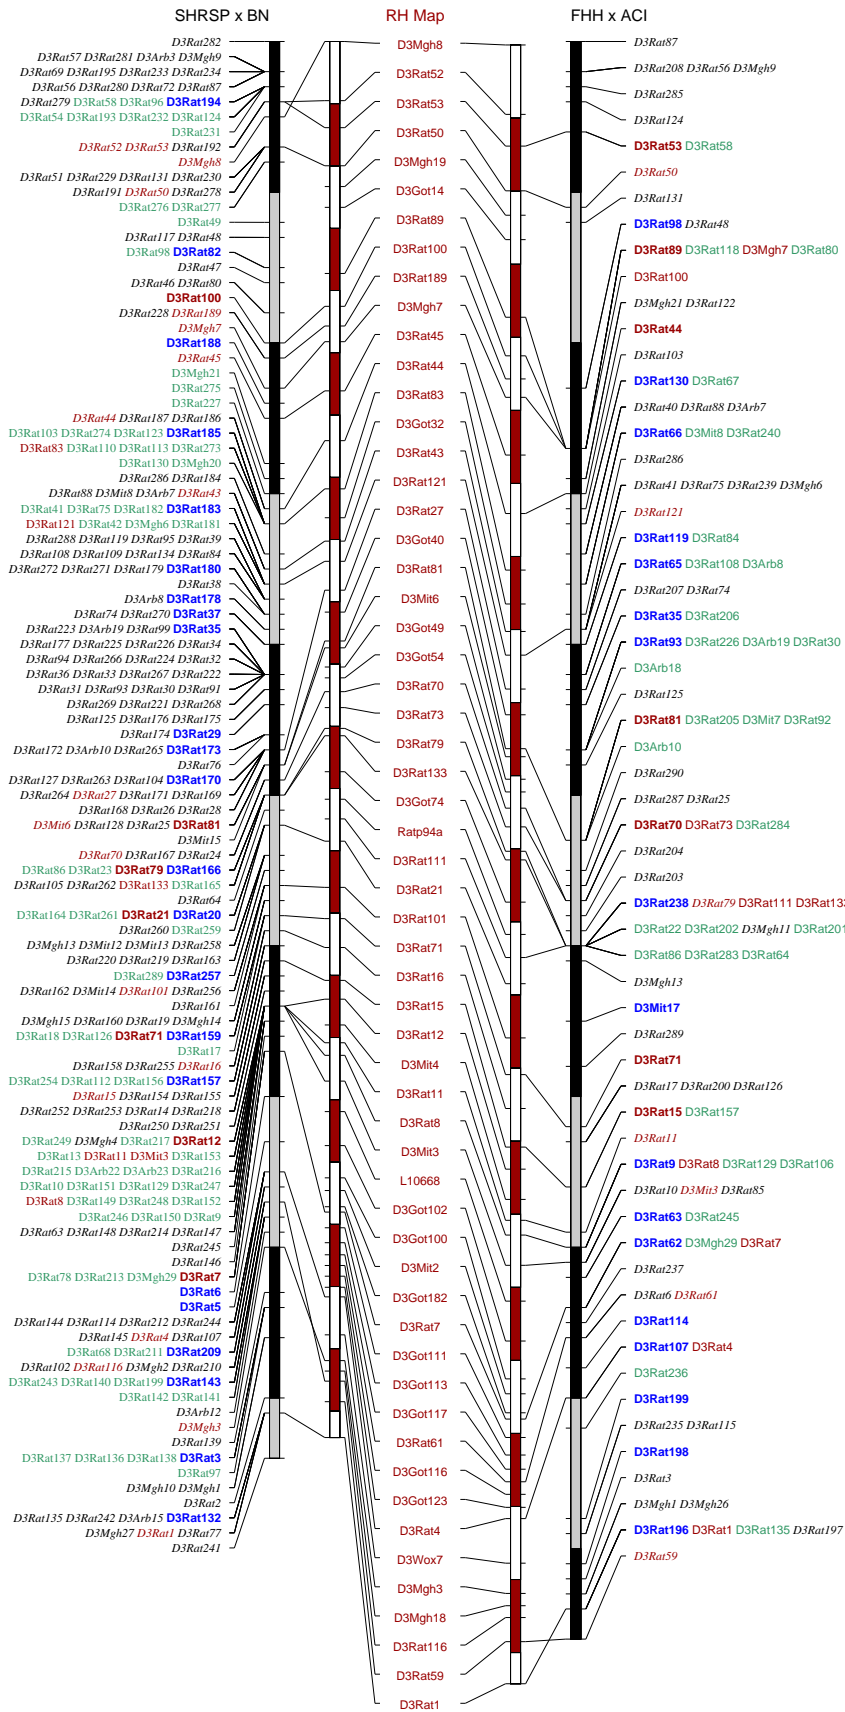 SHRSP x BN
RH Map
FHH x ACI
D3Rat282
D3Rat57 D3Rat281 D3Arb3 D3Mgh9
D3Rat69 D3Rat195 D3Rat233 D3Rat234
D3Rat56 D3Rat280 D3Rat72 D3Rat87
D3Rat279 D3Rat58 D3Rat96 D3Rat194
D3Rat54 D3Rat193 D3Rat232 D3Rat124
D3Rat231
D3Rat52 D3Rat53 D3Rat192
D3Mgh8
D3Rat51 D3Rat229 D3Rat131 D3Rat230
D3Rat191 D3Rat50 D3Rat278
D3Rat276 D3Rat277
D3Rat49
D3Rat117 D3Rat48
D3Rat98 D3Rat82
D3Rat47
D3Rat46 D3Rat80
D3Rat100
D3Rat228 D3Rat189
D3Mgh7
D3Rat188
D3Rat45
D3Mgh21
D3Rat275
D3Rat227
D3Rat44 D3Rat187 D3Rat186
D3Rat103 D3Rat274 D3Rat123 D3Rat185
D3Rat83 D3Rat110 D3Rat113 D3Rat273
D3Rat130 D3Mgh20
D3Rat286 D3Rat184
D3Rat88 D3Mit8 D3Arb7 D3Rat43
D3Rat41 D3Rat75 D3Rat182 D3Rat183
D3Rat121 D3Rat42 D3Mgh6 D3Rat181
D3Rat288 D3Rat119 D3Rat95 D3Rat39
D3Rat108 D3Rat109 D3Rat134 D3Rat84
D3Rat272 D3Rat271 D3Rat179 D3Rat180
D3Rat38
D3Arb8 D3Rat178
D3Rat74 D3Rat270 D3Rat37
D3Rat223 D3Arb19 D3Rat99 D3Rat35
D3Rat177 D3Rat225 D3Rat226 D3Rat34
D3Rat94 D3Rat266 D3Rat224 D3Rat32
D3Rat36 D3Rat33 D3Rat267 D3Rat222
D3Rat31 D3Rat93 D3Rat30 D3Rat91
D3Rat269 D3Rat221 D3Rat268
D3Rat125 D3Rat176 D3Rat175
D3Rat174 D3Rat29
D3Rat172 D3Arb10 D3Rat265 D3Rat173
D3Rat76
D3Rat127 D3Rat263 D3Rat104 D3Rat170
D3Rat264 D3Rat27 D3Rat171 D3Rat169
D3Rat168 D3Rat26 D3Rat28
D3Mit6 D3Rat128 D3Rat25 D3Rat81
D3Mit15
D3Rat70 D3Rat167 D3Rat24
D3Rat86 D3Rat23 D3Rat79 D3Rat166
D3Rat105 D3Rat262 D3Rat133 D3Rat165
D3Rat64
D3Rat164 D3Rat261 D3Rat21 D3Rat20
D3Rat260 D3Rat259
D3Mgh13 D3Mit12 D3Mit13 D3Rat258
D3Rat220 D3Rat219 D3Rat163
D3Rat289 D3Rat257
D3Rat162 D3Mit14 D3Rat101 D3Rat256
D3Rat161
D3Mgh15 D3Rat160 D3Rat19 D3Mgh14
D3Rat18 D3Rat126 D3Rat71 D3Rat159
D3Rat17
D3Rat158 D3Rat255 D3Rat16
D3Rat254 D3Rat112 D3Rat156 D3Rat157
D3Rat15 D3Rat154 D3Rat155
D3Rat252 D3Rat253 D3Rat14 D3Rat218
D3Rat250 D3Rat251
D3Rat249 D3Mgh4 D3Rat217 D3Rat12
D3Rat13 D3Rat11 D3Mit3 D3Rat153
D3Rat215 D3Arb22 D3Arb23 D3Rat216
D3Rat10 D3Rat151 D3Rat129 D3Rat247
D3Rat8 D3Rat149 D3Rat248 D3Rat152
D3Rat246 D3Rat150 D3Rat9
D3Rat63 D3Rat148 D3Rat214 D3Rat147
D3Rat245
D3Rat146
D3Rat78 D3Rat213 D3Mgh29 D3Rat7
D3Rat6
D3Rat5
D3Rat144 D3Rat114 D3Rat212 D3Rat244
D3Rat145 D3Rat4 D3Rat107
D3Rat68 D3Rat211 D3Rat209
D3Rat102 D3Rat116 D3Mgh2 D3Rat210
D3Rat243 D3Rat140 D3Rat199 D3Rat143
D3Rat142 D3Rat141
D3Arb12
D3Mgh3
D3Rat139
D3Rat137 D3Rat136 D3Rat138 D3Rat3
D3Rat97
D3Mgh10 D3Mgh1
D3Rat2
D3Rat135 D3Rat242 D3Arb15 D3Rat132
D3Mgh27 D3Rat1 D3Rat77
D3Rat241
D3Mgh8
D3Rat52
D3Rat53
D3Rat50
D3Mgh19
D3Got14
D3Rat89
D3Rat100
D3Rat189
D3Mgh7
D3Rat45
D3Rat44
D3Rat83
D3Got32
D3Rat43
D3Rat121
D3Rat27
D3Got40
D3Rat81
D3Mit6
D3Got49
D3Got54
D3Rat70
D3Rat73
D3Rat79
D3Rat133
D3Got74
Ratp94a
D3Rat111
D3Rat21
D3Rat101
D3Rat71
D3Rat16
D3Rat15
D3Rat12
D3Mit4
D3Rat11
D3Rat8
D3Mit3
L10668
D3Got102
D3Got100
D3Mit2
D3Got182
D3Rat7
D3Got111
D3Got113
D3Got117
D3Rat61
D3Got116
D3Got123
D3Rat4
D3Wox7
D3Mgh3
D3Mgh18
D3Rat116
D3Rat59
D3Rat1
D3Rat87
D3Rat208 D3Rat56 D3Mgh9
D3Rat285
D3Rat124
D3Rat53 D3Rat58
D3Rat50
D3Rat131
D3Rat98 D3Rat48
D3Rat89 D3Rat118 D3Mgh7 D3Rat80
D3Rat100
D3Mgh21 D3Rat122
D3Rat44
D3Rat103
D3Rat130 D3Rat67
D3Rat40 D3Rat88 D3Arb7
D3Rat66 D3Mit8 D3Rat240
D3Rat286
D3Rat41 D3Rat75 D3Rat239 D3Mgh6
D3Rat121
D3Rat119 D3Rat84
D3Rat65 D3Rat108 D3Arb8
D3Rat207 D3Rat74
D3Rat35 D3Rat206
D3Rat93 D3Rat226 D3Arb19 D3Rat30
D3Arb18
D3Rat125
D3Rat81 D3Rat205 D3Mit7 D3Rat92
D3Arb10
D3Rat290
D3Rat287 D3Rat25
D3Rat70 D3Rat73 D3Rat284
D3Rat204
D3Rat203
D3Rat238 D3Rat79 D3Rat111 D3Rat133
D3Rat22 D3Rat202 D3Mgh11 D3Rat201
D3Rat86 D3Rat283 D3Rat64
D3Mgh13
D3Mit17
D3Rat289
D3Rat71
D3Rat17 D3Rat200 D3Rat126
D3Rat15 D3Rat157
D3Rat11
D3Rat9 D3Rat8 D3Rat129 D3Rat106
D3Rat10 D3Mit3 D3Rat85
D3Rat63 D3Rat245
D3Rat62 D3Mgh29 D3Rat7
D3Rat237
D3Rat6 D3Rat61
D3Rat114
D3Rat107 D3Rat4
D3Rat236
D3Rat199
D3Rat235 D3Rat115
D3Rat198
D3Rat3
D3Mgh1 D3Mgh26
D3Rat196 D3Rat1 D3Rat135 D3Rat197
D3Rat59